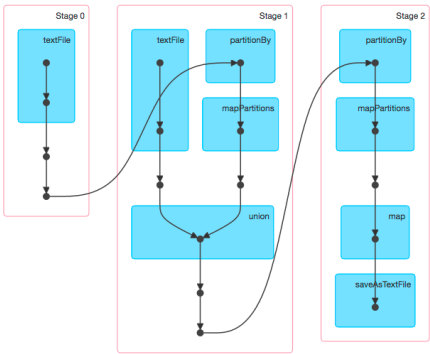 Stage 0
textFile
Stage 1
textFile
partitionBy
mapPartitions
union
Stage 2
partitionBy
mapPartitions
map
saveAsTextFile